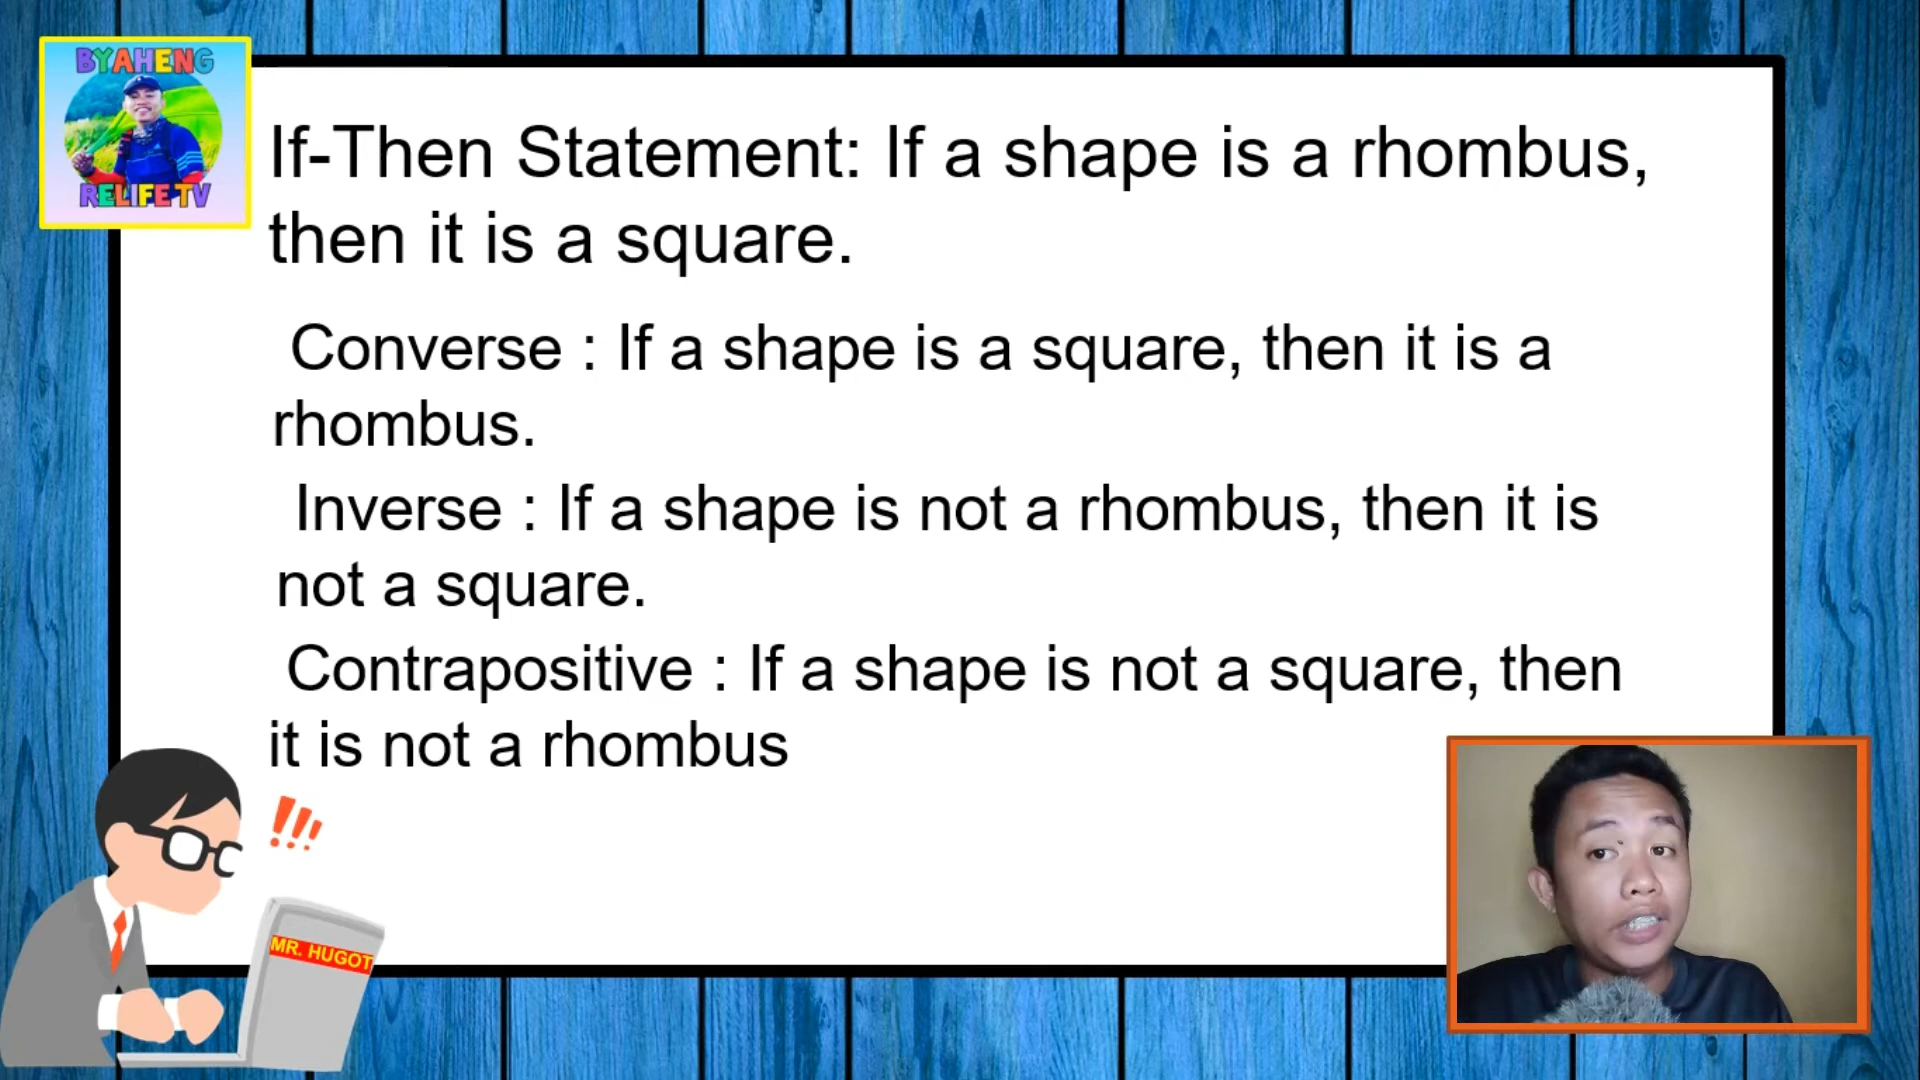 BYAHENG
RELIFE TV
If-Then Statement: If a shape is a rhombus,
then it is a square.
Converse : If a shape is a square, then it is a
rhombus.
Inverse : If a shape is not a rhombus, then it is
not a square.
Contrapositive : If a shape is not a square, then
it is not a rhombus
!!!
MR. HUGOT